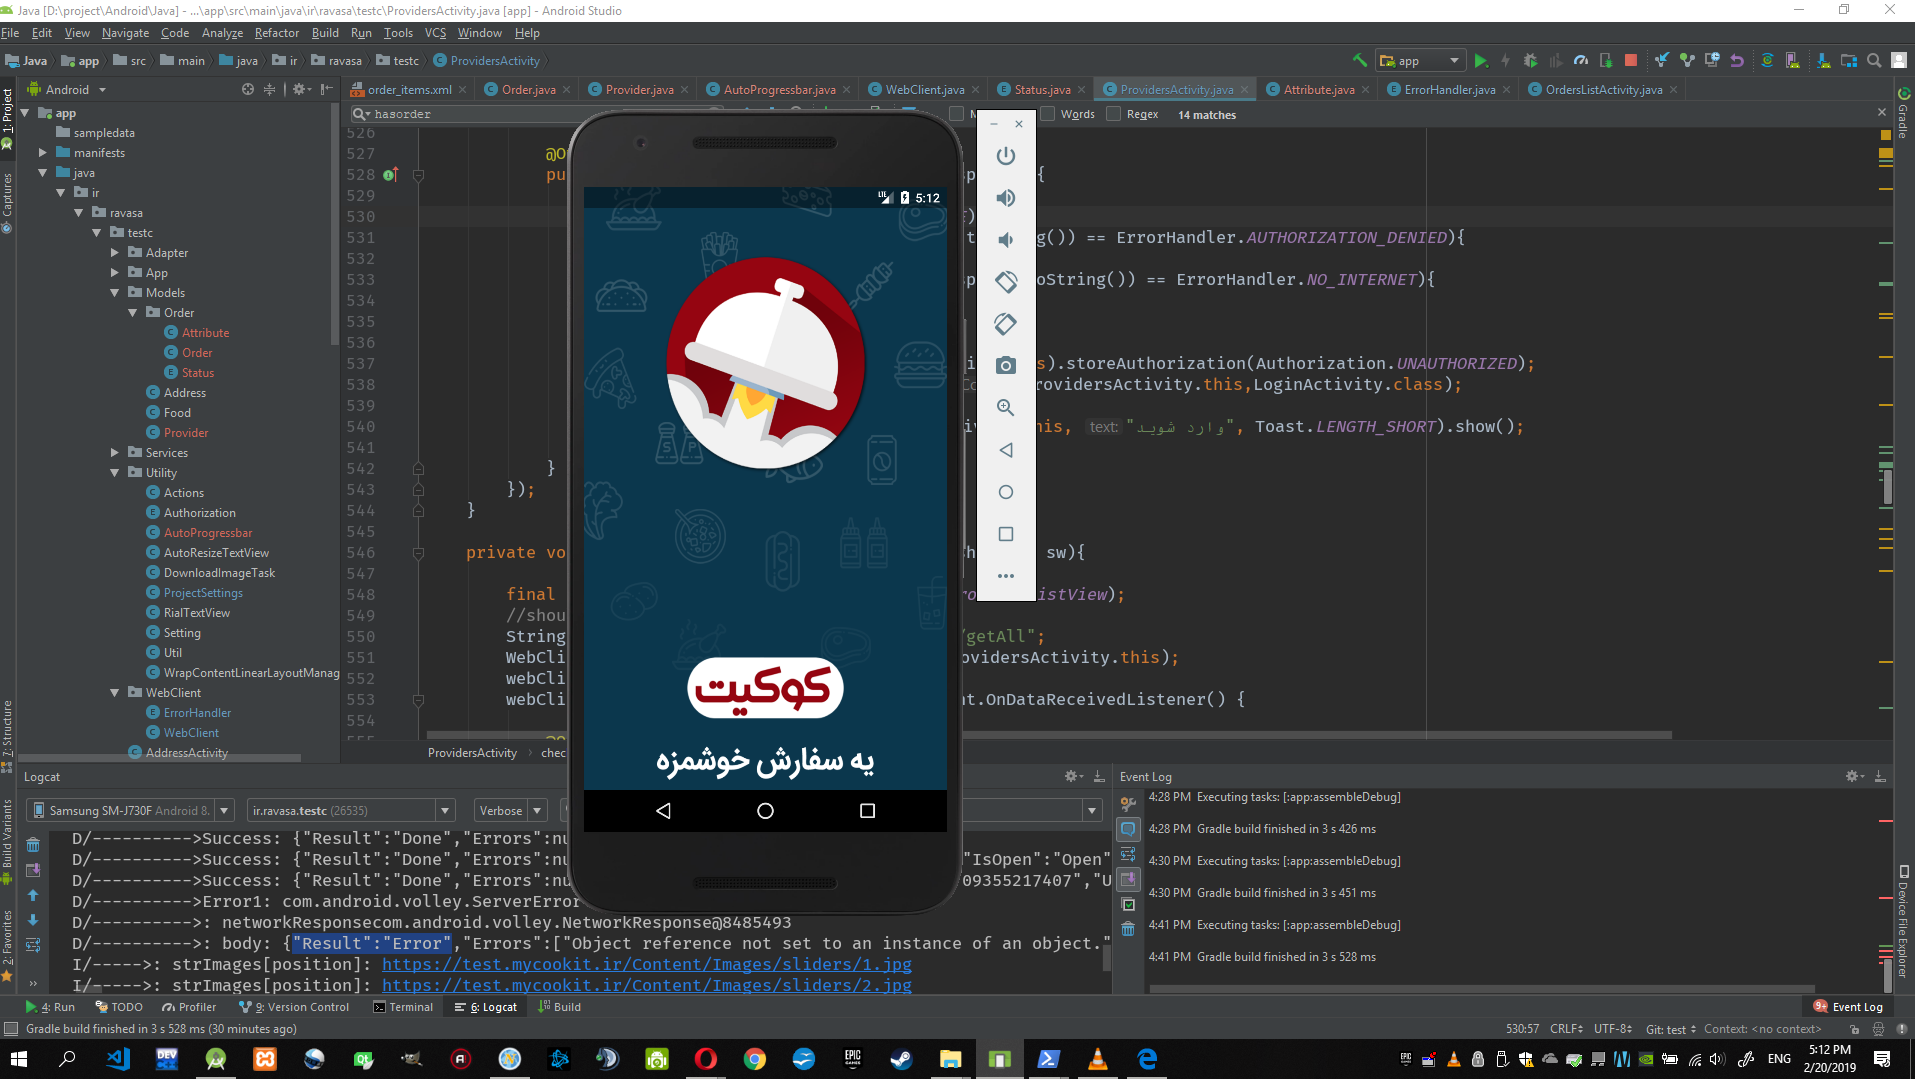 Java [D:\project\Android\Java] - ...\app\src\main\java\ir\ravasa\testc\ProvidersActivity.java [app] - Android Studio
File Edit View Navigate Code Analyze Refactor Build Run Tools VCS Window Help
Java app src main java ir ravasa testc ProvidersActivity
app
Android
order_items.xml Order.java Provider.java AutoProgressbar.java WebClient.java Status.java ProvidersActivity.java Attribute.java ErrorHandler.java OrdersListActivity.java
hasorder
Words Regex 14 matches
1: Project
Captures
7: Structure
Build Variants
2: Favorites
Gradle
Device File Explorer
app
sampledata
manifests
java
ir
ravasa
testc
Adapter
App
Models
Order
Attribute
Order
Status
Address
Food
Provider
Services
Utility
Actions
Authorization
AutoProgressbar
AutoResizeTextView
DownloadImageTask
ProjectSettings
RialTextView
Setting
Util
WrapContentLinearLayoutManag
WebClient
ErrorHandler
WebClient
AddressActivity
526
527 @O
528 pu {
529
530
531 g()) == ErrorHandler.AUTHORIZATION_DENIED){
532
533 oString()) == ErrorHandler.NO_INTERNET){
534
535
536
537 s).storeAuthorization(Authorization.UNAUTHORIZED);
538 rovidersActivity.this,LoginActivity.class);
539
540 his, text: "وارد شوید", Toast.LENGTH_SHORT).show();
541
542 }
543 });
544 }
545
546 private vo sw){
547
548 final istView);
549 //shou
550 String /getAll";
551 WebCli ovidersActivity.this);
552 webCli
553 webCli nt.OnDataReceivedListener() {
554
ProvidersActivity chec
5:12
کوکیت
یه سفارش خوشمزه
Logcat
Samsung SM-J730F Android 8. ir.ravasa.testc (26535) Verbose
D/---------->Success: {"Result":"Done","Errors":nu
D/---------->Success: {"Result":"Done","Errors":nu "IsOpen":"Open"
D/---------->Success: {"Result":"Done","Errors":nu 09355217407","U
D/---------->Error1: com.android.volley.ServerError
D/---------->: networkResponsecom.android.volley.NetworkResponse@8485493
D/---------->: body: {"Result":"Error","Errors":["Object reference not set to an instance of an object."
I/----->: strImages[position]: https://test.mycookit.ir/Content/Images/sliders/1.jpg
I/----->: strImages[position]: https://test.mycookit.ir/Content/Images/sliders/2.jpg
Event Log
4:28 PM Executing tasks: [:app:assembleDebug]
4:28 PM Gradle build finished in 3 s 426 ms
4:30 PM Executing tasks: [:app:assembleDebug]
4:30 PM Gradle build finished in 3 s 451 ms
4:41 PM Executing tasks: [:app:assembleDebug]
4:41 PM Gradle build finished in 3 s 528 ms
4: Run TODO Profiler 9: Version Control Terminal 6: Logcat Build 9+ Event Log
Gradle build finished in 3 s 528 ms (30 minutes ago) 530:57 CRLF UTF-8 Git: test Context: <no context>
ENG 5:12 PM
2/20/2019